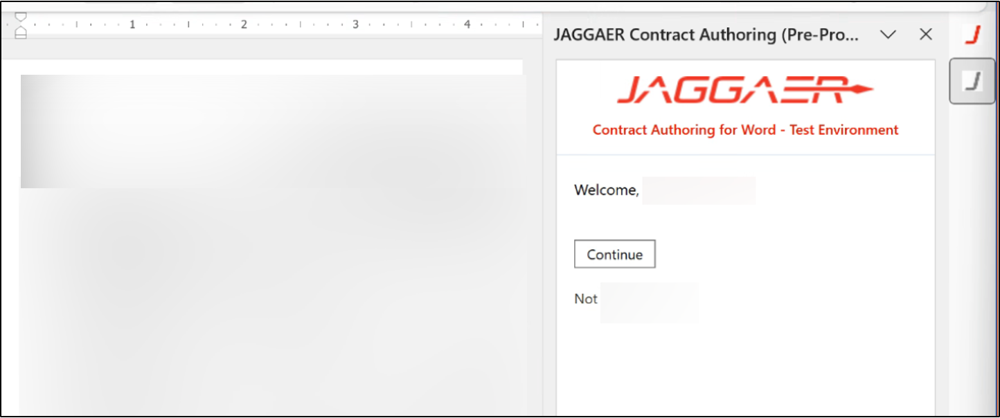 1 2 3 4
JAGGAER Contract Authoring (Pre-Pro...
J
J
JAGGAER
Contract Authoring for Word - Test Environment
Welcome,
Continue
Not